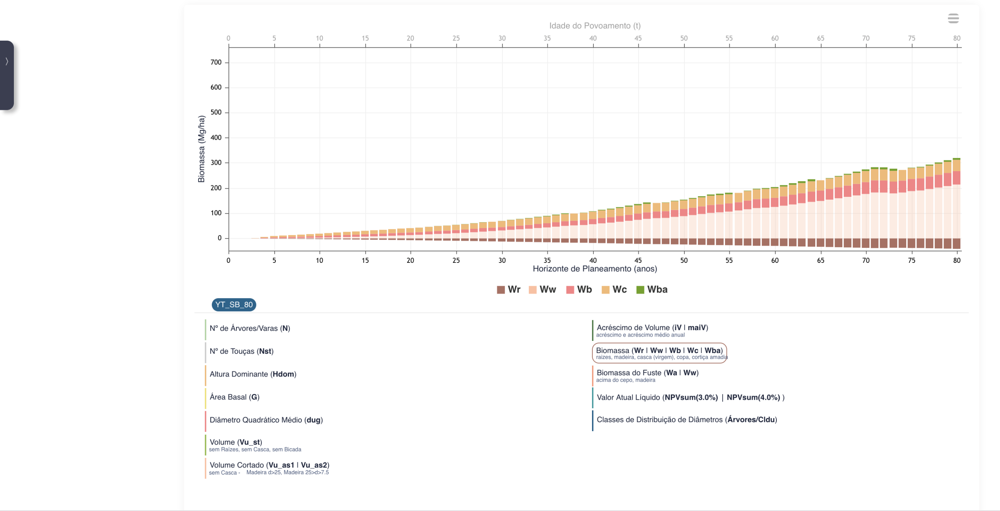 Idade do Povoamento (t)
0 5 10 15 20 25 30 35 40 45 50 55 60 65 70 75 80
700
600
500
400
300
200
100
0
Biomassa (Mg/ha)
0 5 10 15 20 25 30 35 40 45 50 55 60 65 70 75 80
Horizonte de Planeamento (anos)
Wr Ww Wb Wc Wba
YT_SB_80
Nº de Árvores/Varas (N)
Nº de Touças (Nst)
Altura Dominante (Hdom)
Área Basal (G)
Diâmetro Quadrático Médio (dug)
Volume (Vu_st)
sem Raízes, sem Casca, sem Bicada
Volume Cortado (Vu_as1 | Vu_as2)
sem Casca - Madeira d>25, Madeira 25>d>7.5
Acréscimo de Volume (iV | maiV)
acréscimo e acréscimo médio anual
Biomassa (Wr | Ww | Wb | Wc | Wba)
raizes, madeira, casca (virgem), copa, cortiça amadia
Biomassa do Fuste (Wa | Ww)
acima do cepo, madeira
Valor Atual Líquido (NPVsum(3.0%) | NPVsum(4.0%) )
Classes de Distribuição de Diâmetros (Árvores/Cldu)